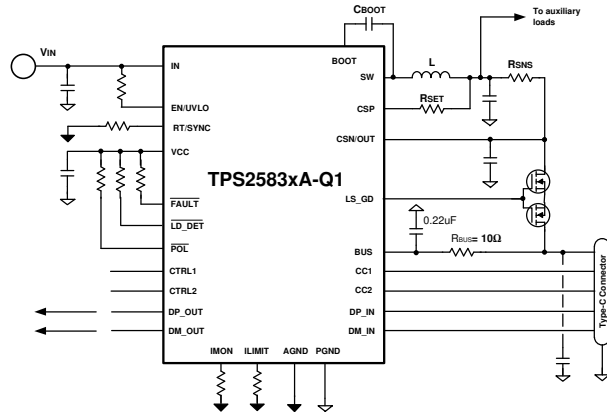 CBOOT
To auxiliary
loads
VIN
IN
BOOT
SW
L
RSNS
EN/UVLO
CSP
RSET
RT/SYNC
CSN/OUT
VCC
TPS2583xA-Q1
FAULT
LS_GD
LD_DET
0.22uF
POL
BUS
RBUS= 10Ω
CTRL1
CC1
CTRL2
CC2
DP_OUT
DP_IN
DM_OUT
DM_IN
Type-C Connector
IMON
ILIMIT
AGND
PGND